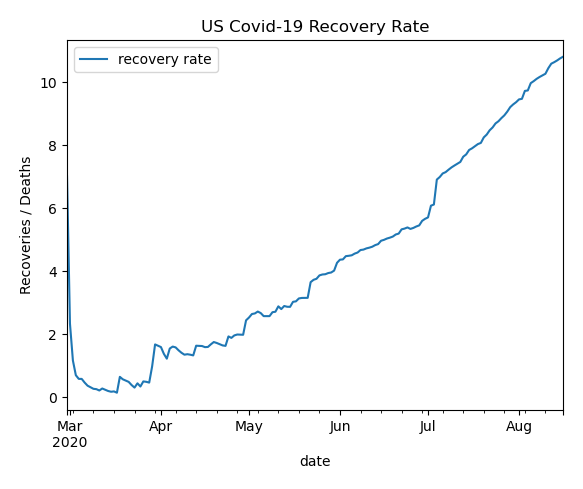 US Covid-19 Recovery Rate
recovery rate
10
8
6
4
2
0
Recoveries / Deaths
Mar Apr May Jun Jul Aug
2020
date